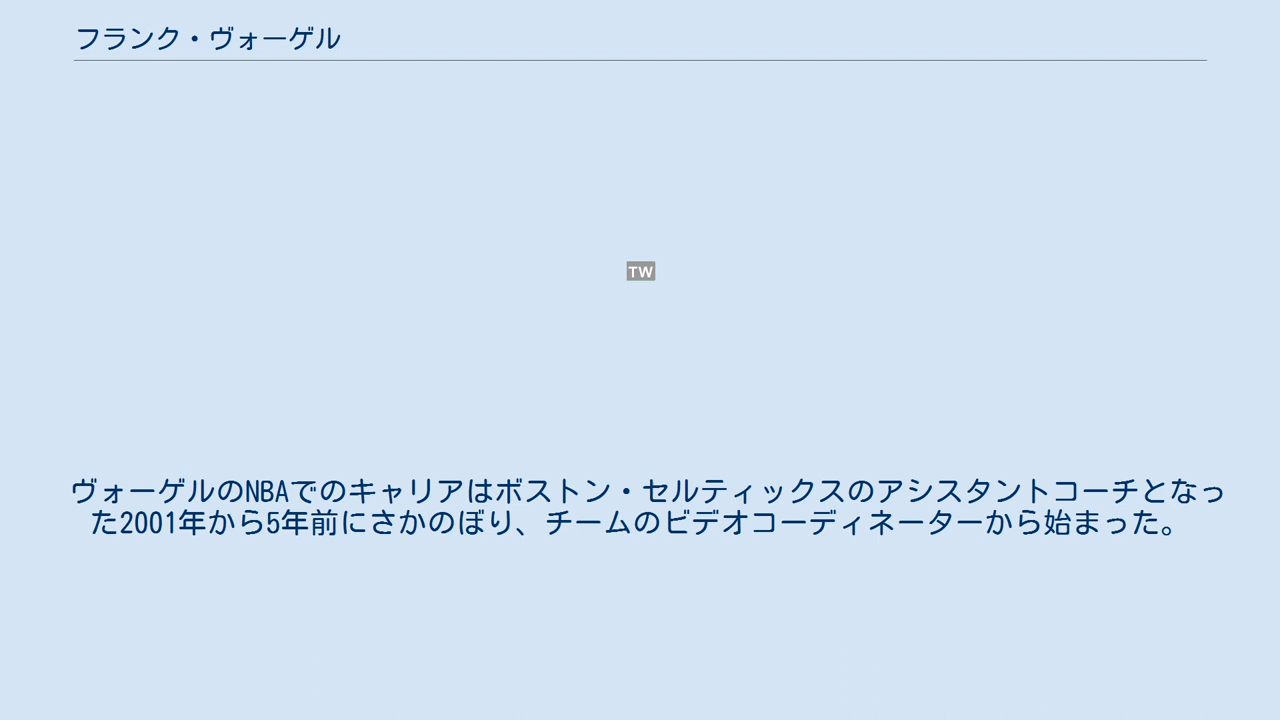 フランク・ヴォーゲル
TW
ヴォーゲルのNBAでのキャリアはボストン・セルティックスのアシスタントコーチとなっ
た2001年から5年前にさかのぼり、チームのビデオコーディネーターから始まった。